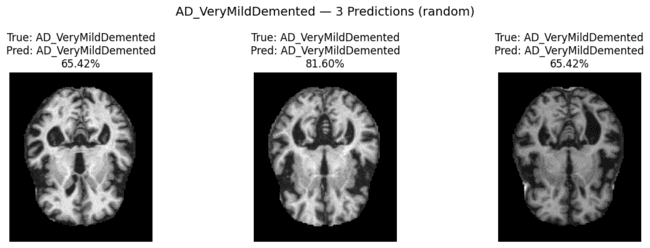 AD_VeryMildDemented — 3 Predictions (random)
True: AD_VeryMildDemented
Pred: AD_VeryMildDemented
65.42%
True: AD_VeryMildDemented
Pred: AD_VeryMildDemented
81.60%
True: AD_VeryMildDemented
Pred: AD_VeryMildDemented
65.42%